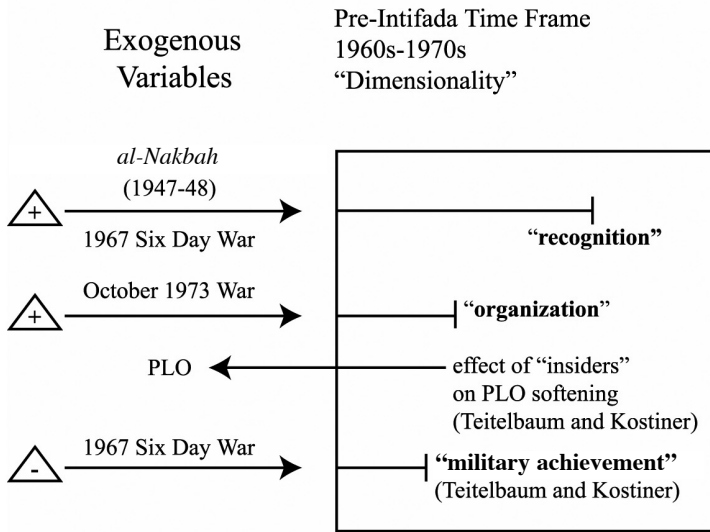 Exogenous
Variables
Pre-Intifada Time Frame
1960s-1970s
“Dimensionality”
al-Nakbah
(1947-48)
+
1967 Six Day War
“recognition”
October 1973 War
+
“organization”
PLO
effect of “insiders”
on PLO softening
(Teitelbaum and Kostiner)
1967 Six Day War
-
“military achievement”
(Teitelbaum and Kostiner)